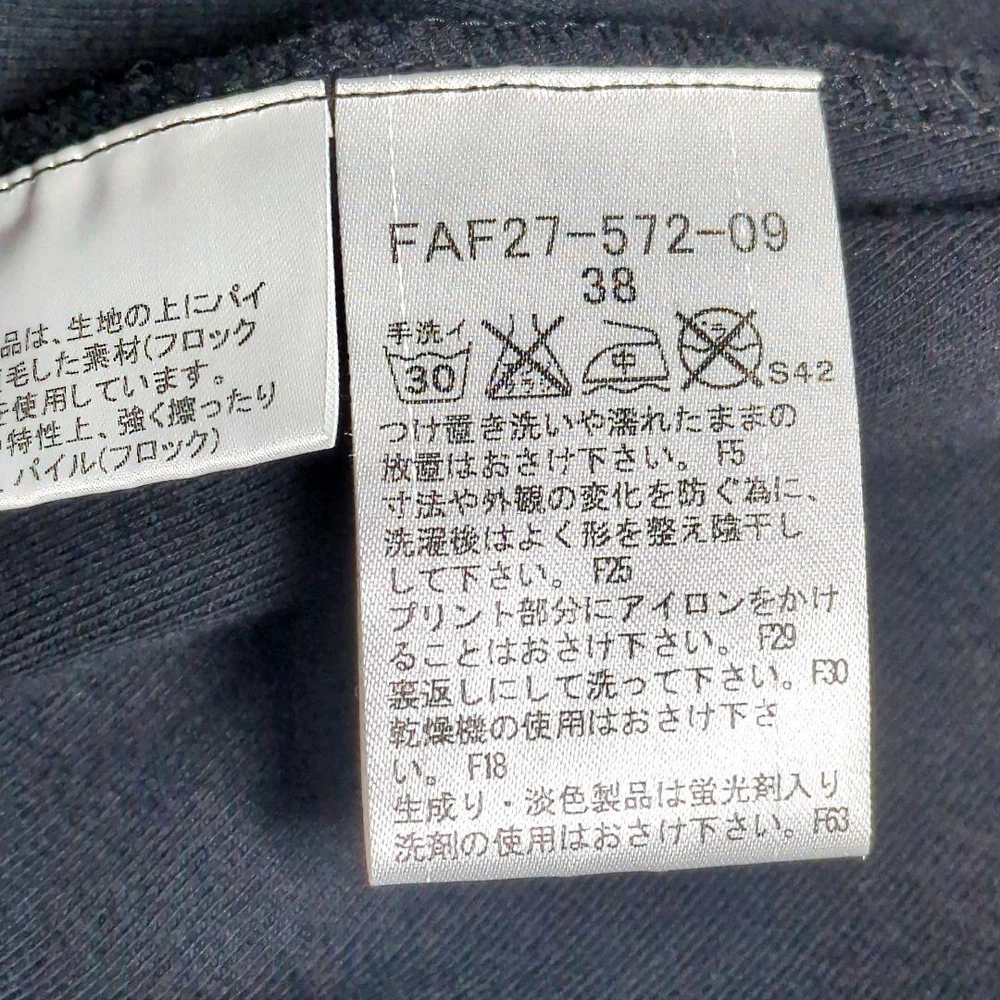 品は、生地の上にパイ
毛した素材(フロック
を使用しています。
特性上、強く擦ったり
パイル(フロック)
FAF27-572-09
38
手洗イ
30
中
S42
つけ置き洗いや濡れたままの
放置はおさけ下さい。 F5
寸法や外観の変化を防ぐ為に、
洗濯後はよく形を整え陰干し
して下さい。 F25
プリント部分にアイロンをかけ
ることはおさけ下さい。 F29
裏返しにして洗って下さい。 F30
乾燥機の使用はおさけ下さ
い。 F18
生成り・淡色製品は蛍光剤入り
洗剤の使用はおさけ下さい。 F63